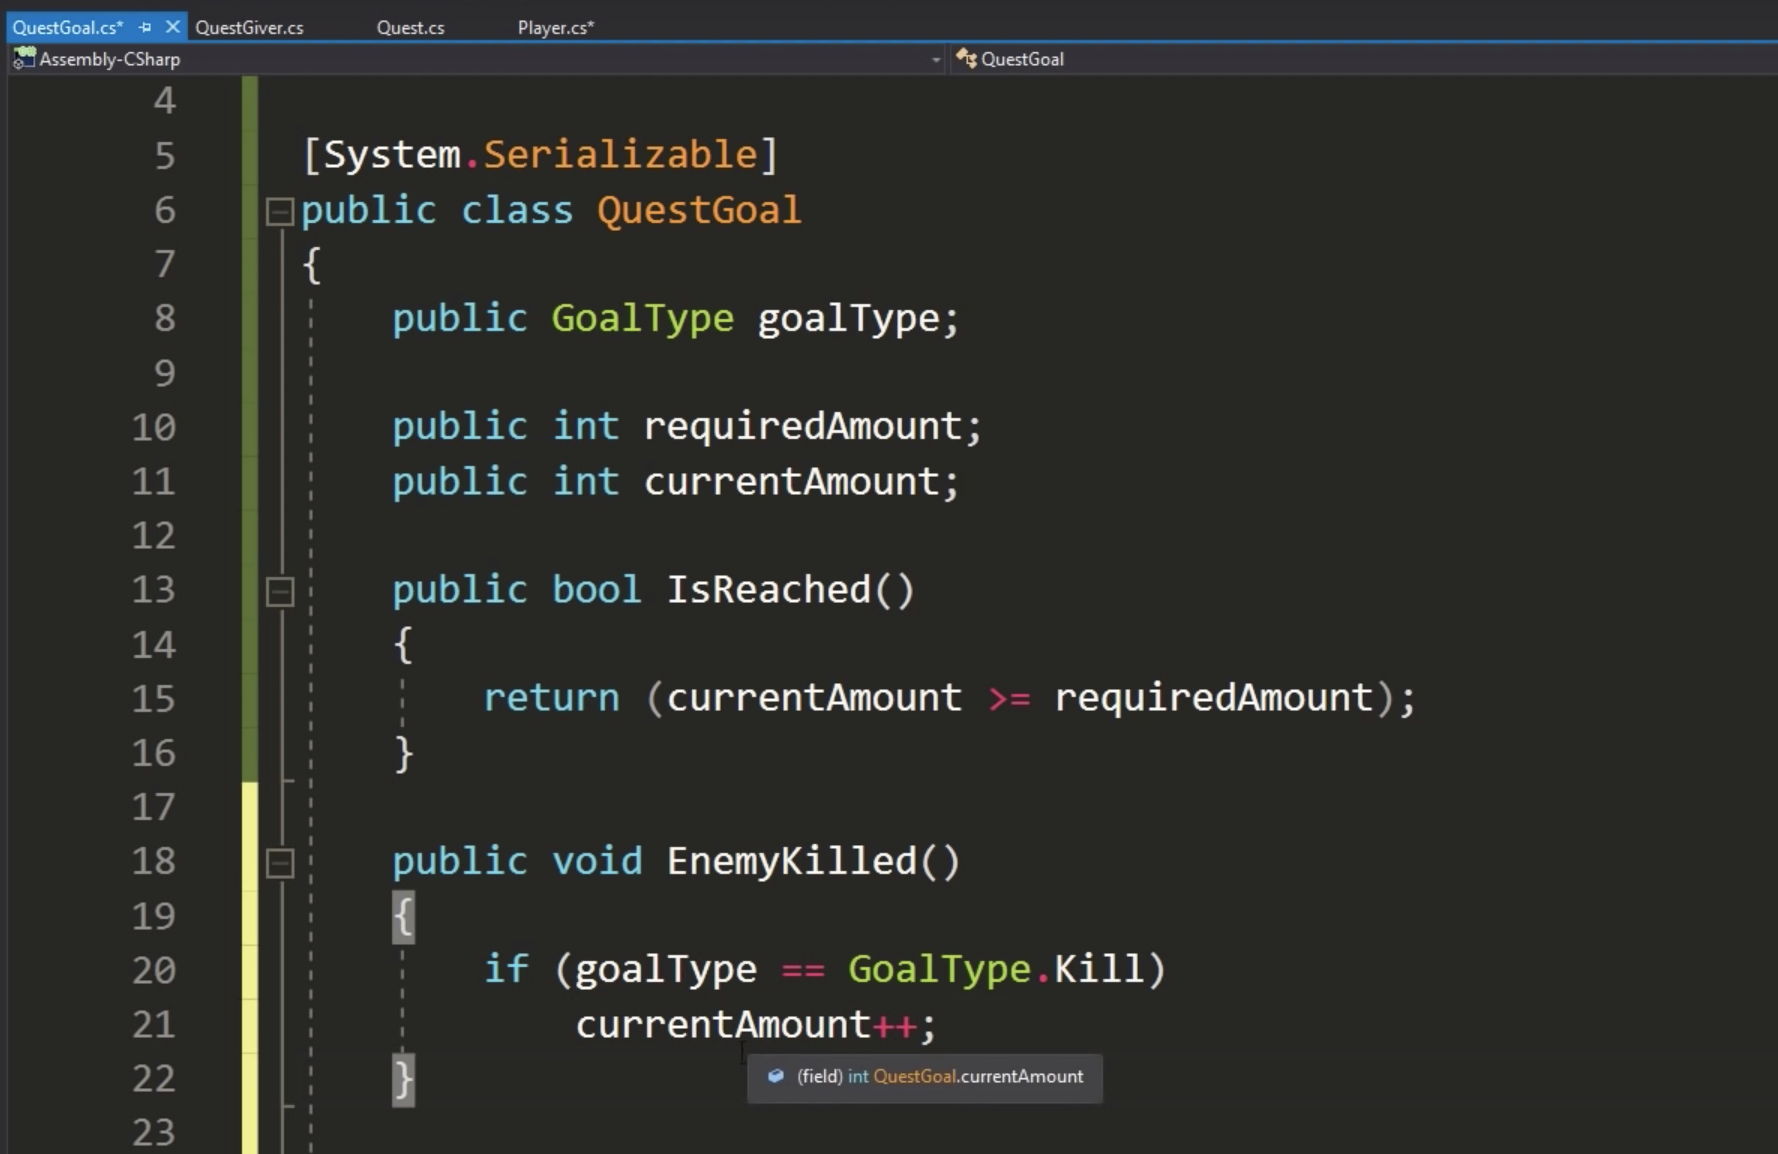 QuestGoal.cs* QuestGiver.cs Quest.cs Player.cs*
Assembly-CSharp QuestGoal
4
5 [System.Serializable]
6 public class QuestGoal
7 {
8 public GoalType goalType;
9
10 public int requiredAmount;
11 public int currentAmount;
12
13 public bool IsReached()
14 {
15 return (currentAmount >= requiredAmount);
16 }
17
18 public void EnemyKilled()
19 {
20 if (goalType == GoalType.Kill)
21 currentAmount++;
22 }
(field) int QuestGoal.currentAmount
23